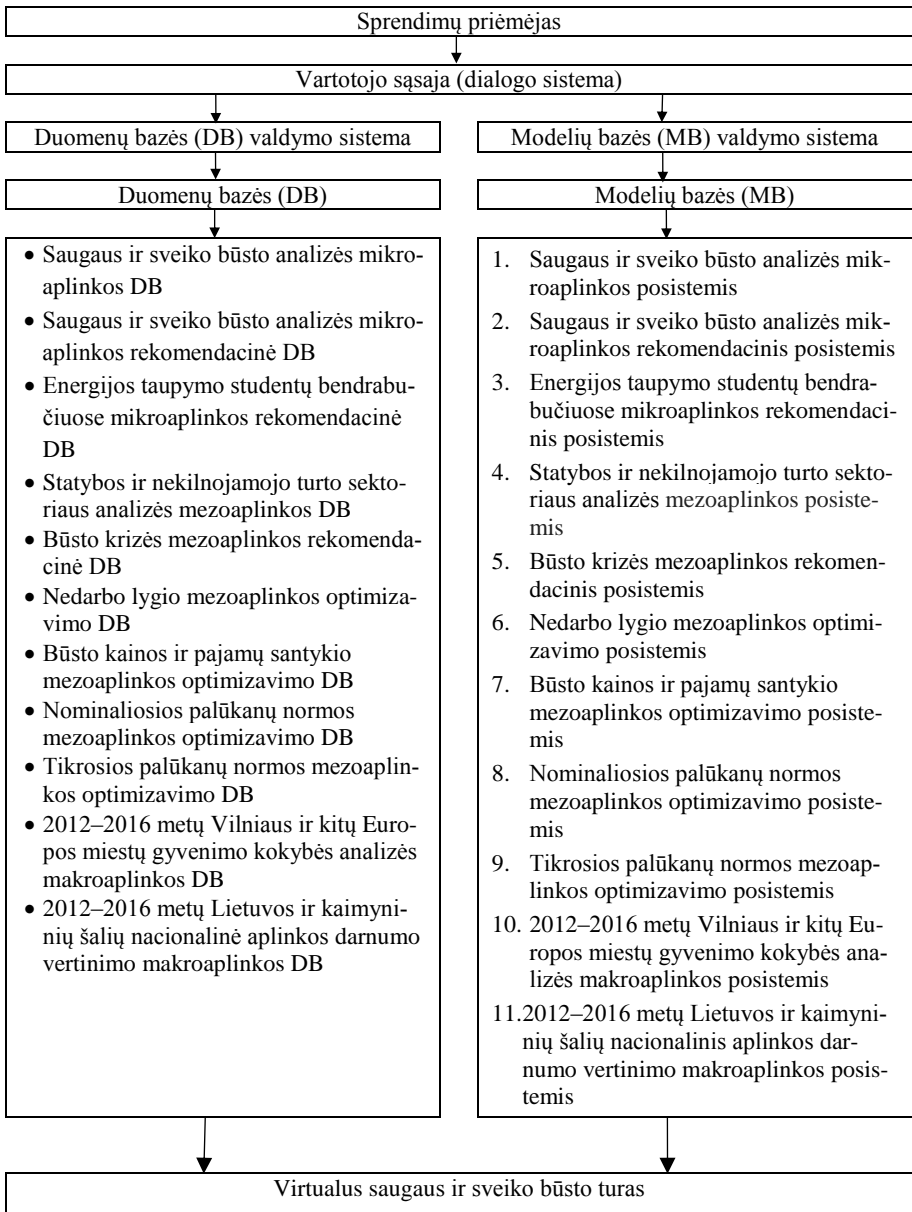 Sprendimų priėmėjas
Vartotojo sąsaja (dialogo sistema)
Duomenų bazės (DB) valdymo sistema
Modelių bazės (MB) valdymo sistema
Duomenų bazės (DB)
Modelių bazės (MB)
• Saugaus ir sveiko būsto analizės mikro-
aplinkos DB
• Saugaus ir sveiko būsto analizės mikro-
aplinkos rekomendacinė DB
• Energijos taupymo studentų bendrabu-
čiuose mikroaplinkos rekomendacinė
DB
• Statybos ir nekilnojamojo turto sekto-
riaus analizės mezoaplinkos DB
• Būsto krizės mezoaplinkos rekomenda-
cinė DB
• Nedarbo lygio mezoaplinkos optimiza-
vimo DB
• Būsto kainos ir pajamų santykio
mezoaplinkos optimizavimo DB
• Nominaliosios palūkanų normos
mezoaplinkos optimizavimo DB
• Tikrosios palūkanų normos mezoaplin-
kos optimizavimo DB
• 2012–2016 metų Vilniaus ir kitų Euro-
pos miestų gyvenimo kokybės analizės
makroaplinkos DB
• 2012–2016 metų Lietuvos ir kaimyni-
nių šalių nacionalinė aplinkos darnumo
vertinimo makroaplinkos DB
1. Saugaus ir sveiko būsto analizės mik-
roaplinkos posistemis
2. Saugaus ir sveiko būsto analizės mik-
roaplinkos rekomendacinis posistemis
3. Energijos taupymo studentų bendra-
bučiuose mikroaplinkos rekomendaci-
nis posistemis
4. Statybos ir nekilnojamojo turto sek-
toriaus analizės mezoaplinkos posiste-
mis
5. Būsto krizės mezoaplinkos rekomen-
dacinis posistemis
6. Nedarbo lygio mezoaplinkos optimi-
zavimo posistemis
7. Būsto kainos ir pajamų santykio
mezoaplinkos optimizavimo posiste-
mis
8. Nominaliosios palūkanų normos
mezoaplinkos optimizavimo posiste-
mis
9. Tikrosios palūkanų normos mezoap-
linkos optimizavimo posistemis
10. 2012–2016 metų Vilniaus ir kitų Eu-
ropos miestų gyvenimo kokybės ana-
lizės makroaplinkos posistemis
11.2012–2016 metų Lietuvos ir kaimyni-
nių šalių nacionalinis aplinkos dar-
numo vertinimo makroaplinkos posis-
temis
Virtualus saugaus ir sveiko būsto turas